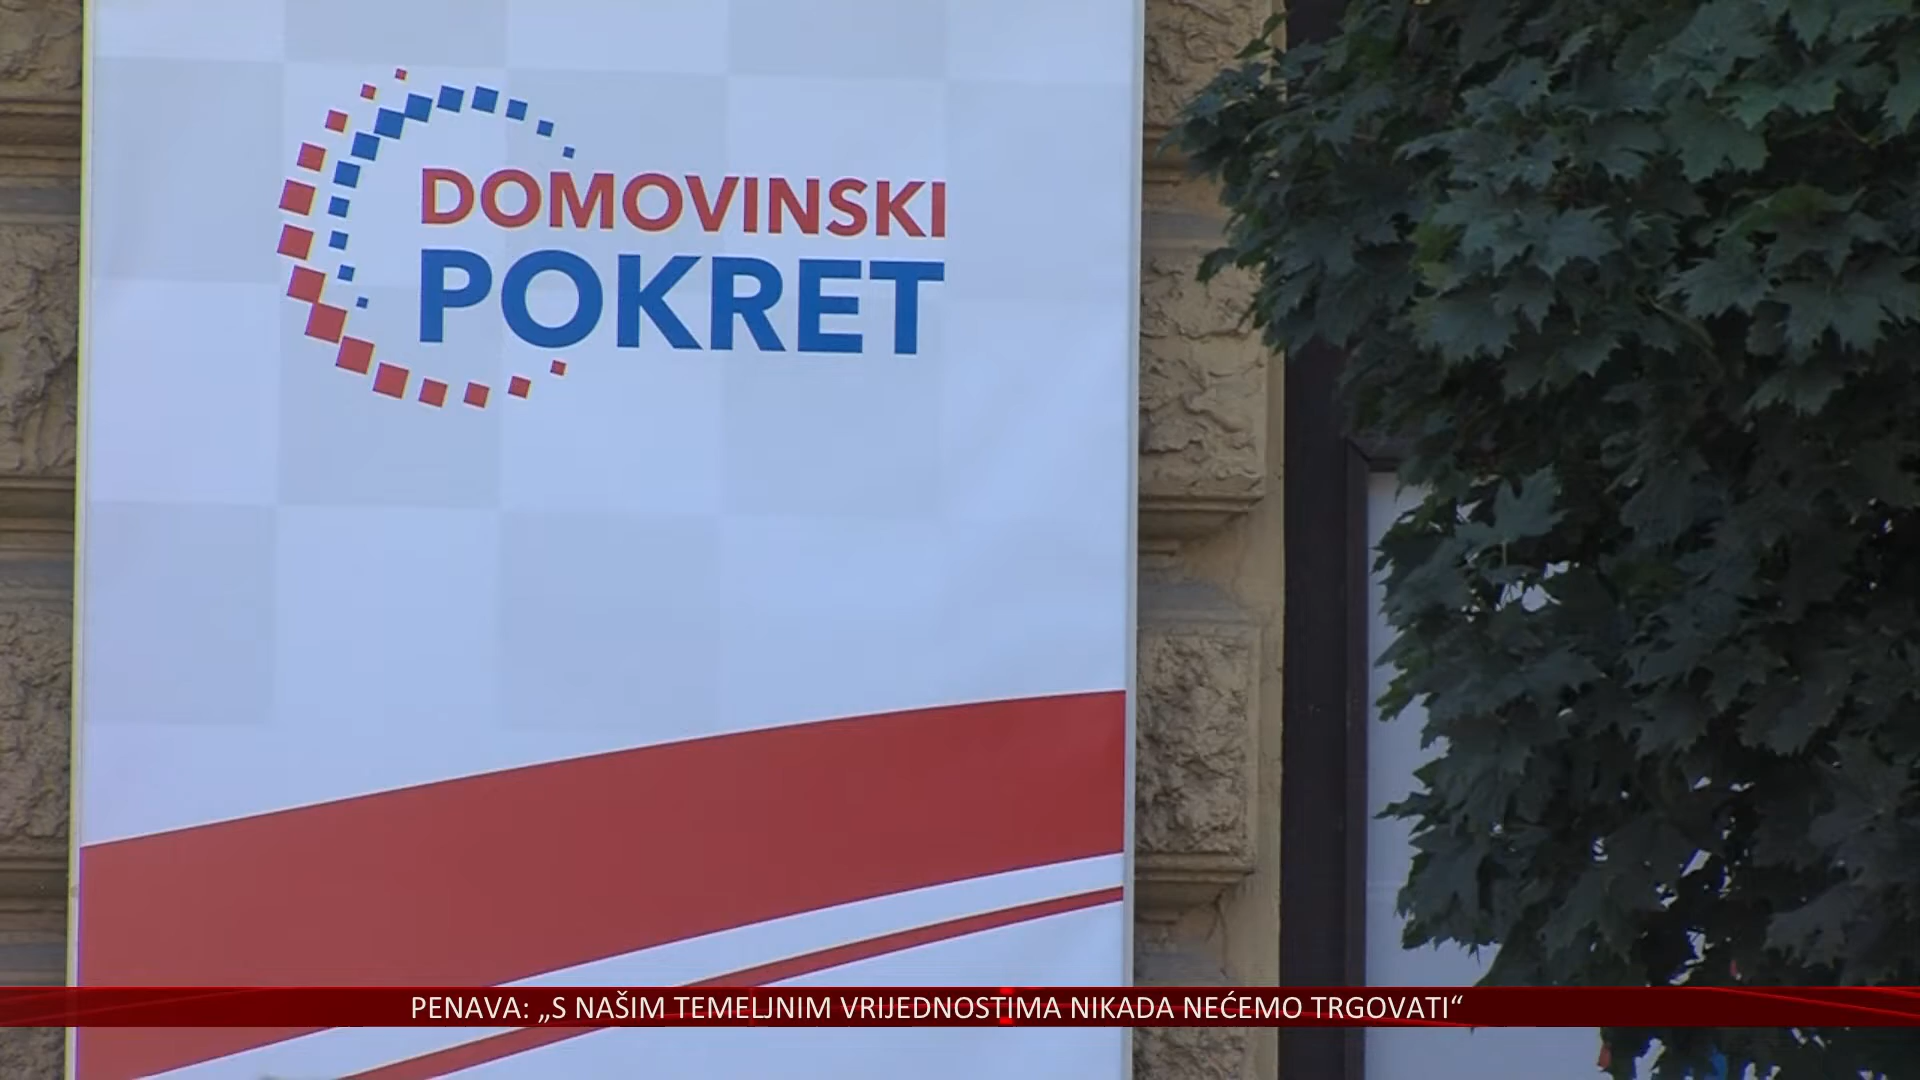 DOMOVINSKI
POKRET
PENAVA: „S NAŠIM TEMELJNIM VRIJEDNOSTIMA NIKADA NEĆEMO TRGOVATI“